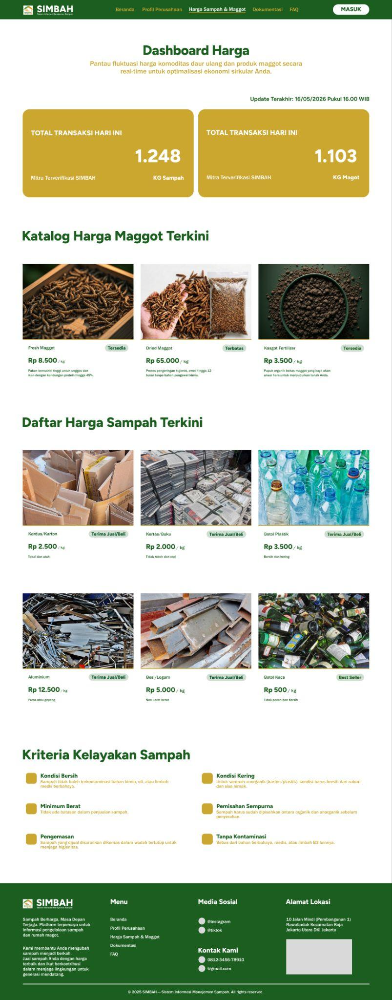 SIMBAH
Sistem Informasi Manajemen Sampah
Beranda
Profil Perusahaan
Harga Sampah & Maggot
Dokumentasi
FAQ
MASUK
Dashboard Harga
Pantau fluktuasi harga komoditas daur ulang dan produk maggot secara
real-time untuk optimalisasi ekonomi sirkular Anda.
Update Terakhir: 16/05/2026 Pukul 16.00 WIB
TOTAL TRANSAKSI HARI INI
1.248
Mitra Terverifikasi SIMBAH
KG Sampah
TOTAL TRANSAKSI HARI INI
1.103
Mitra Terverifikasi SIMBAH
KG Magot
Katalog Harga Maggot Terkini
Fresh Maggot
Tersedia
Rp 8.500 / kg
Pakan bernutrisi tinggi untuk unggas dan
ikan dengan kandungan protein hingga 45%.
Dried Maggot
Terbatas
Rp 65.000 / kg
Proses pengeringan higienis, awet hingga 12
bulan tanpa bahan pengawet kimia.
Kasgot Fertilizer
Tersedia
Rp 3.500 / kg
Pupuk organik bekas maggot yang kaya akan
unsur hara untuk menyuburkan tanah Anda.
Daftar Harga Sampah Terkini
Kardus/Karton
Terima Jual/Beli
Rp 2.500 / kg
Tebal dan utuh
Kertas/Buku
Terima Jual/Beli
Rp 2.000 / kg
Tidak robek dan rapi
Botol Plastik
Terima Jual/Beli
Rp 3.500 / kg
Bersih dan kering
Aluminium
Terima Jual/Beli
Rp 12.500 / kg
Press atau gepeng
Besi/Logam
Terima Jual/Beli
Rp 5.000 / kg
Non karat berat
Botol Kaca
Best Seller
Rp 500 / kg
Tidak pecah dan bersih
Kriteria Kelayakan Sampah
Kondisi Bersih
Sampah tidak boleh terkontaminasi bahan kimia, oli, atau limbah
medis berbahaya.
Kondisi Kering
Untuk sampah anorganik (karton/plastik), kondisi harus bersih dari cairan
dan sisa lemak.
Minimum Berat
Tidak ada batasan dalam penjualan sampah.
Pemisahan Sempurna
Sampah harus sudah dipisahkan antara organik dan anorganik sebelum
penyerahan.
Pengemasan
Sampah yang dijual disarankan dikemas dalam wadah tertutup untuk
menjaga higienitas.
Tanpa Kontaminasi
Bebas dari bahan berbahaya, medis, atau limbah B3 lainnya.
SIMBAH
Sistem Informasi Manajemen Sampah
Sampah Berharga, Masa Depan
Terjaga. Platform terpercaya untuk
informasi pengelolaan sampah
dan rumah magot.
Kami membantu Anda mengubah
sampah menjadi berkah.
Jual sampah Anda dengan harga
terbaik dan ikut berkontribusi
dalam menjaga lingkungan untuk
generasi mendatang.
Menu
Beranda
Profil Perusahaan
Harga Sampah & Maggot
Dokumentasi
FAQ
Media Sosial
@instagram
@tiktok
Kontak Kami
0812-3456-78910
@gmail.com
Alamat Lokasi
10 Jalan Mindi (Pembangunan 1)
Rawabadak Kecamatan Koja
Jakarta Utara DKI Jakarta
© 2025 SIMBAH — Sistem Informasi Manajemen Sampah. All rights reserved.